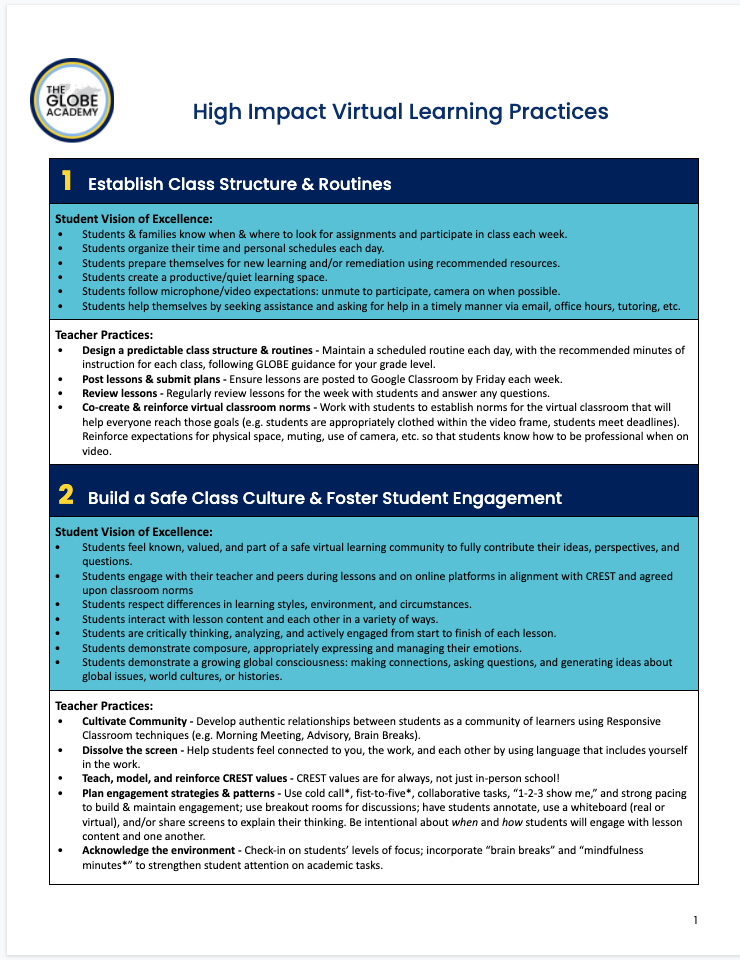 THE
GLOBE
ACADEMY
High Impact Virtual Learning Practices
1 Establish Class Structure & Routines
Student Vision of Excellence:
• Students & families know when & where to look for assignments and participate in class each week.
• Students organize their time and personal schedules each day.
• Students prepare themselves for new learning and/or remediation using recommended resources.
• Students create a productive/quiet learning space.
• Students follow microphone/video expectations: unmute to participate, camera on when possible.
• Students help themselves by seeking assistance and asking for help in a timely manner via email, office hours, tutoring, etc.
Teacher Practices:
• Design a predictable class structure & routines - Maintain a scheduled routine each day, with the recommended minutes of
instruction for each class, following GLOBE guidance for your grade level.
• Post lessons & submit plans - Ensure lessons are posted to Google Classroom by Friday each week.
• Review lessons - Regularly review lessons for the week with students and answer any questions.
• Co-create & reinforce virtual classroom norms - Work with students to establish norms for the virtual classroom that will
help everyone reach those goals (e.g. students are appropriately clothed within the video frame, students meet deadlines).
Reinforce expectations for physical space, muting, use of camera, etc. so that students know how to be professional when on
video.
2 Build a Safe Class Culture & Foster Student Engagement
Student Vision of Excellence:
• Students feel known, valued, and part of a safe virtual learning community to fully contribute their ideas, perspectives, and
questions.
• Students engage with their teacher and peers during lessons and on online platforms in alignment with CREST and agreed
upon classroom norms
• Students respect differences in learning styles, environment, and circumstances.
• Students interact with lesson content and each other in a variety of ways.
• Students are critically thinking, analyzing, and actively engaged from start to finish of each lesson.
• Students demonstrate composure, appropriately expressing and managing their emotions.
• Students demonstrate a growing global consciousness: making connections, asking questions, and generating ideas about
global issues, world cultures, or histories.
Teacher Practices:
• Cultivate Community - Develop authentic relationships between students as a community of learners using Responsive
Classroom techniques (e.g. Morning Meeting, Advisory, Brain Breaks).
• Dissolve the screen - Help students feel connected to you, the work, and each other by using language that includes yourself
in the work.
• Teach, model, and reinforce CREST values - CREST values are for always, not just in-person school!
• Plan engagement strategies & patterns - Use cold call*, fist-to-five*, collaborative tasks, “1-2-3 show me,” and strong pacing
to build & maintain engagement; use breakout rooms for discussions; have students annotate, use a whiteboard (real or
virtual), and/or share screens to explain their thinking. Be intentional about when and how students will engage with lesson
content and one another.
• Acknowledge the environment - Check-in on students’ levels of focus; incorporate “brain breaks” and “mindfulness
minutes*” to strengthen student attention on academic tasks.
1